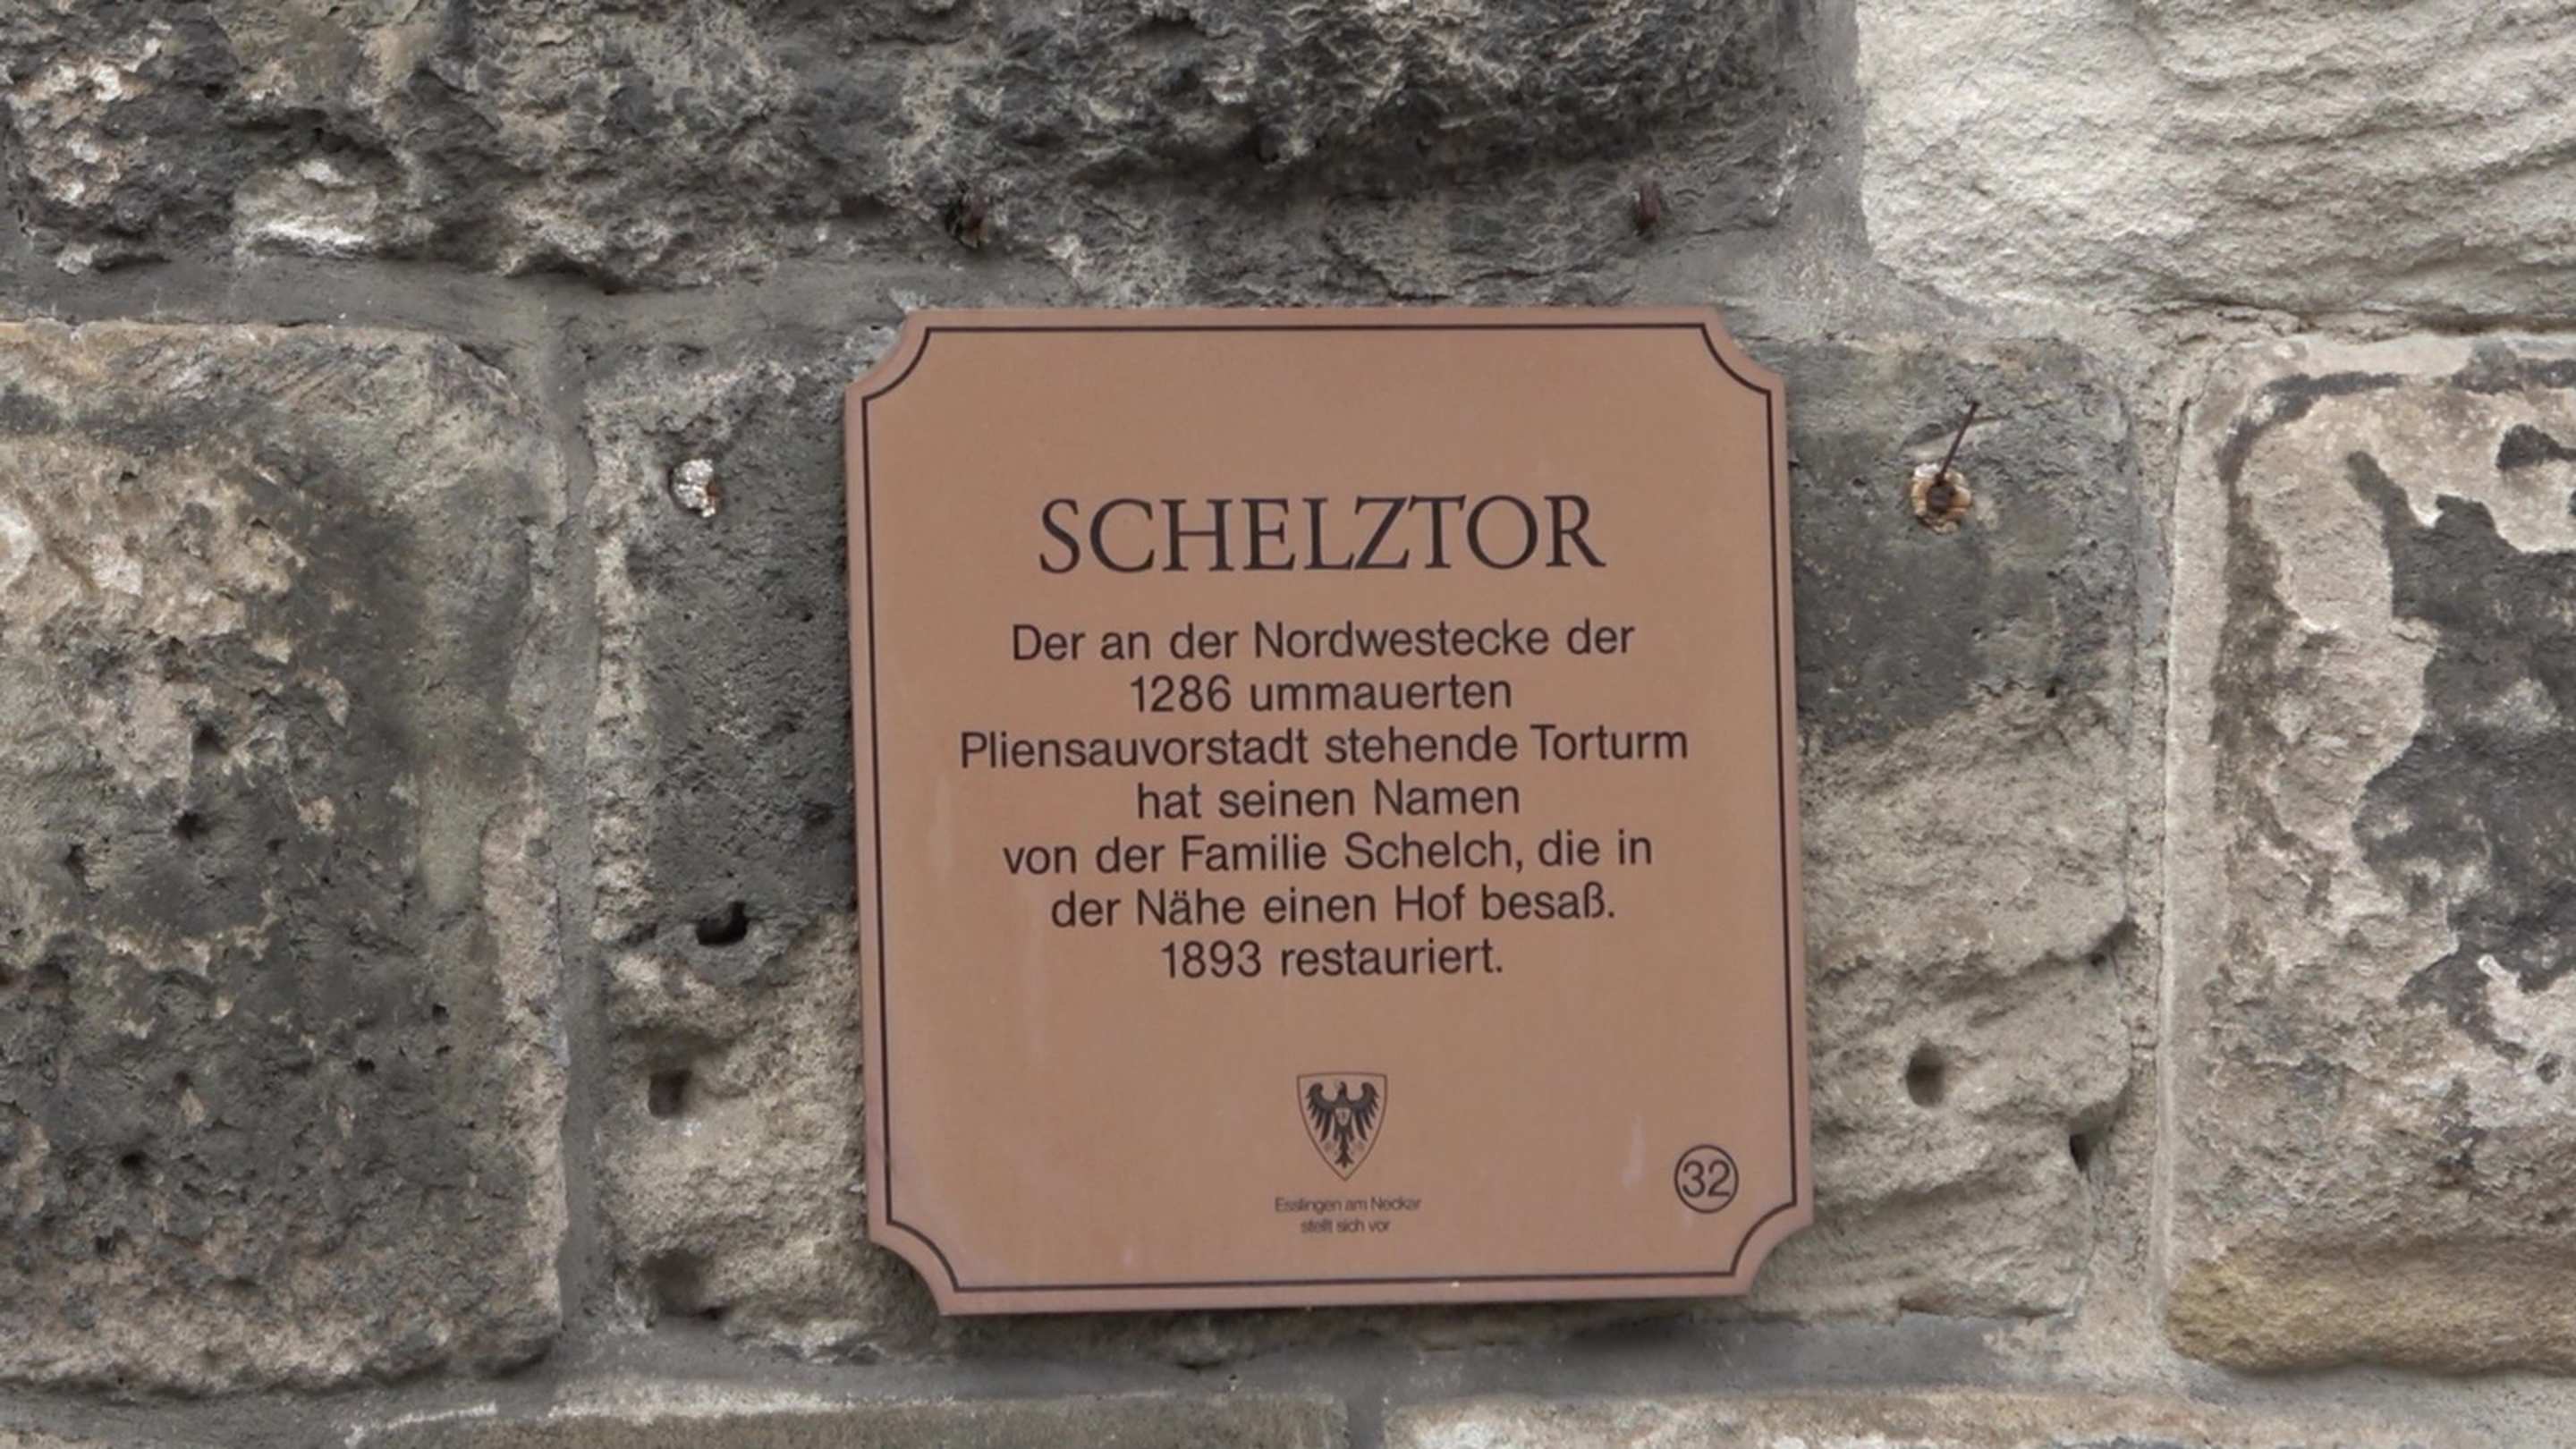 SCHELZTOR
Der an der Nordwestecke der
1286 ummauerten
Pliensauvorstadt stehende Torturm
hat seinen Namen
von der Familie Schelch, die in
der Nähe einen Hof besaß.
1893 restauriert.
Esslingen am Neckar
stellt sich vor
32